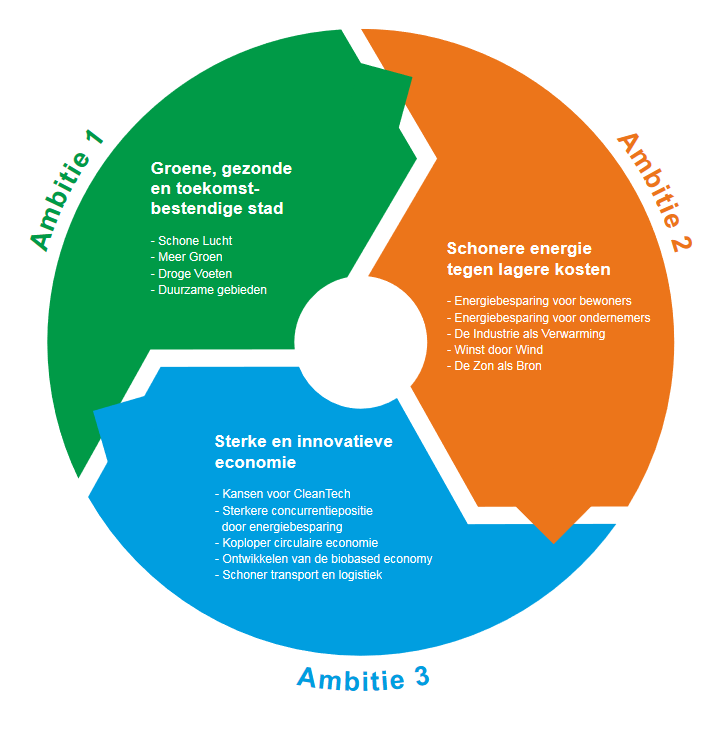 Ambitie 1
Groene, gezonde
en toekomst-
bestendige stad
- Schone Lucht
- Meer Groen
- Droge Voeten
- Duurzame gebieden
Ambitie 2
Schonere energie
tegen lagere kosten
- Energiebesparing voor bewoners
- Energiebesparing voor ondernemers
- De Industrie als Verwarming
- Winst door Wind
- De Zon als Bron
Sterke en innovatieve
economie
- Kansen voor CleanTech
- Sterkere concurrentiepositie
door energiebesparing
- Koploper circulaire economie
- Ontwikkelen van de biobased economy
- Schoner transport en logistiek
Ambitie 3